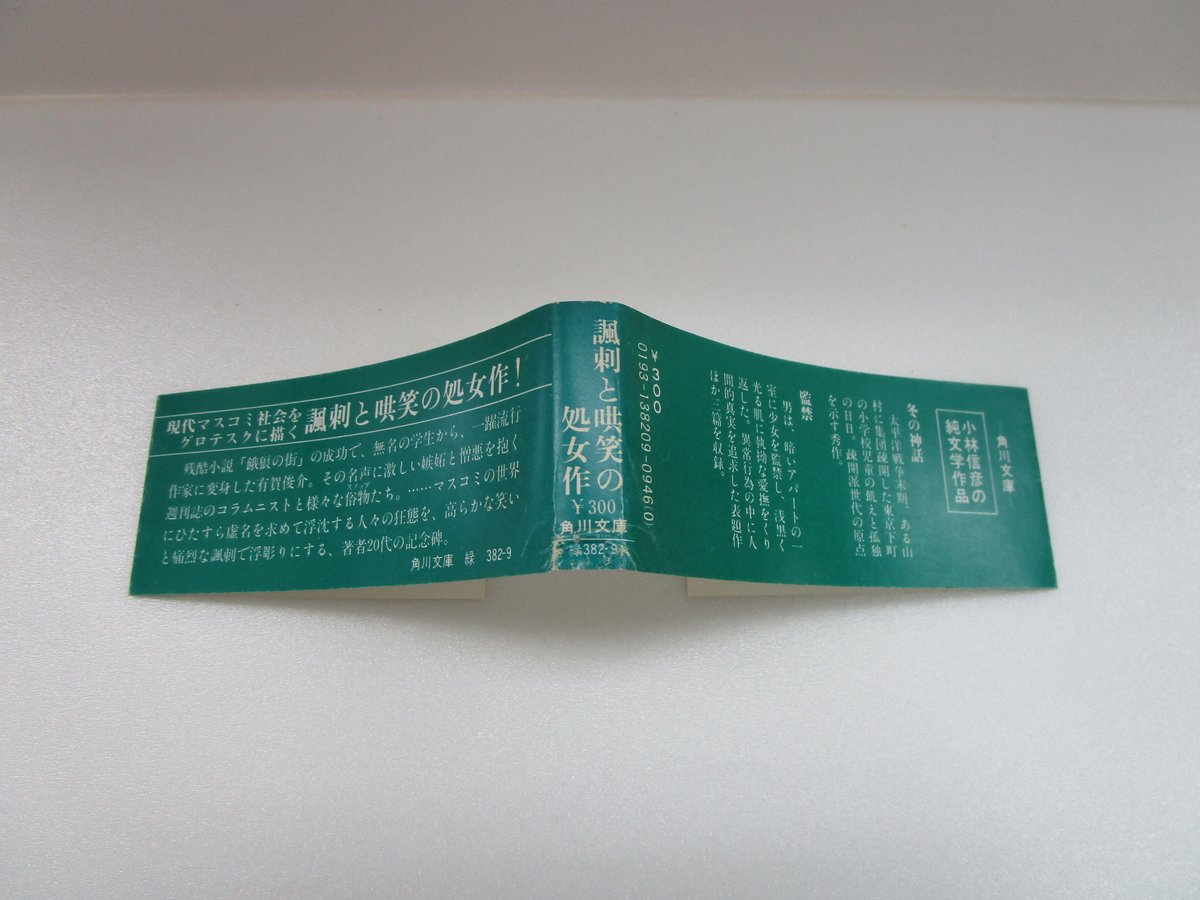 現代マスコミ社会を
グロテスクに描く
諷刺と哄笑の処女作！
残酷小説「餓狼の街」の成功で、無名の学生から、一躍流行
作家に変身した有賀俊介。その名声に激しい嫉妬と憎悪を抱く
週刊誌のコラムニストと様々な俗物たち。……マスコミの世界
にひたすら虚名を求めて浮沈する人々の狂態を、高らかな笑い
と痛烈な諷刺で浮彫りにする、著者20代の記念碑。
角川文庫 緑 382-9
諷刺と哄笑の
処女作
¥300
角川文庫
緑382-9
角川文庫
小林信彦の
純文学作品
冬の神話
太平洋戦争末期、ある山
村に集団疎開した東京下町
の小学校児童の飢えと孤独
の日日。疎開派世代の原点
を示す秀作。
監禁
男は、暗いアパートの一
室に少女を監禁し、浅黒く
光る肌に執拗な愛撫をくり
返した。異常行為の中に人
間的真実を追求した表題作
ほか二篇を収録。
¥300
0193-138209-0946(0)